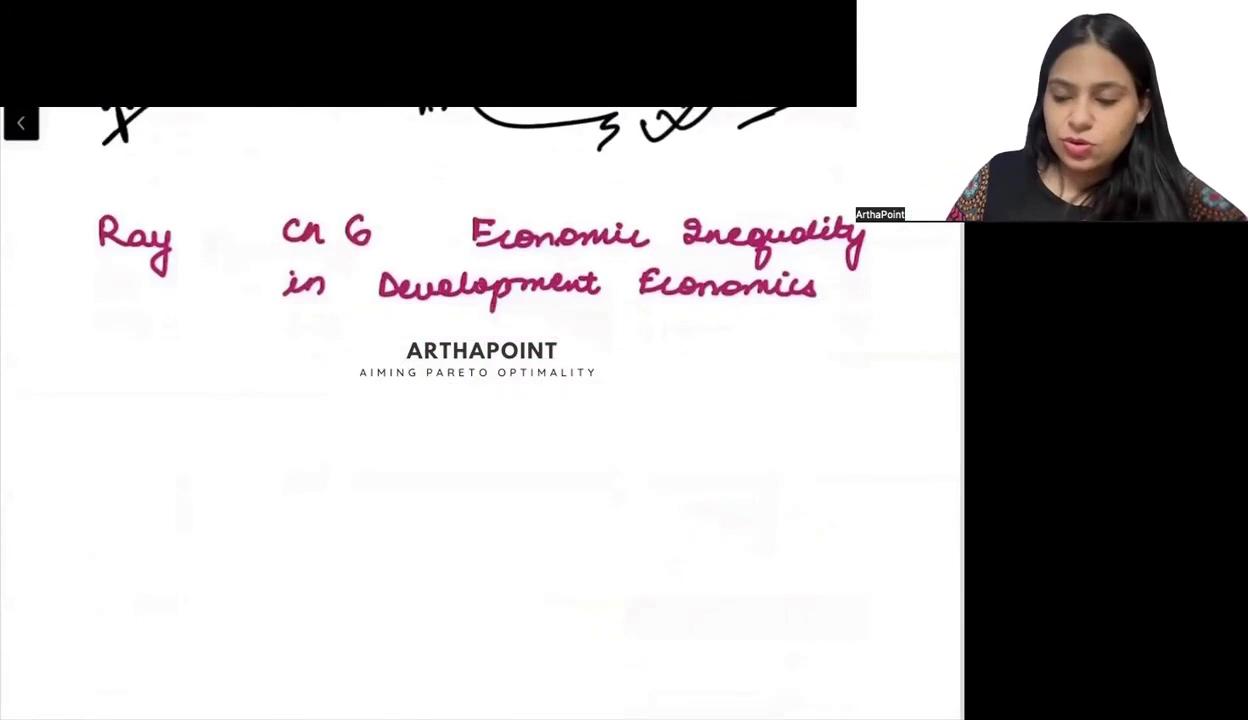 Ray Ch 6 Economic Inequality
in Development Economics
ARTHAPOINT
AIMING PARETO OPTIMALITY
ArthaPoint